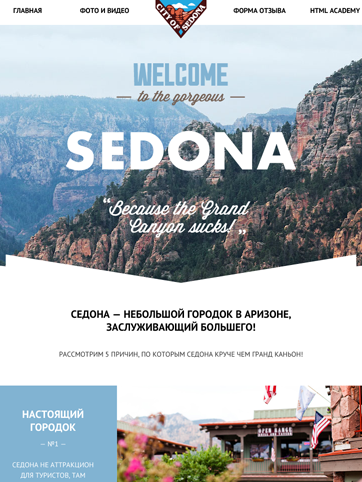 ГЛАВНАЯ ФОТО И ВИДЕО CITY OF SEDONA ФОРМА ОТЗЫВА HTML ACADEMY
WELCOME
— to the gorgeous —
SEDONA
“Because the Grand
Canyon sucks!„
СЕДОНА — НЕБОЛЬШОЙ ГОРОДОК В АРИЗОНЕ,
ЗАСЛУЖИВАЮЩИЙ БОЛЬШЕГО!
РАССМОТРИМ 5 ПРИЧИН, ПО КОТОРЫМ СЕДОНА КРУЧЕ ЧЕМ ГРАНД КАНЬОН!
НАСТОЯЩИЙ
ГОРОДОК
— №1 —
СЕДОНА НЕ АТТРАКЦИОН
ДЛЯ ТУРИСТОВ, ТАМ
OPEN RANGE